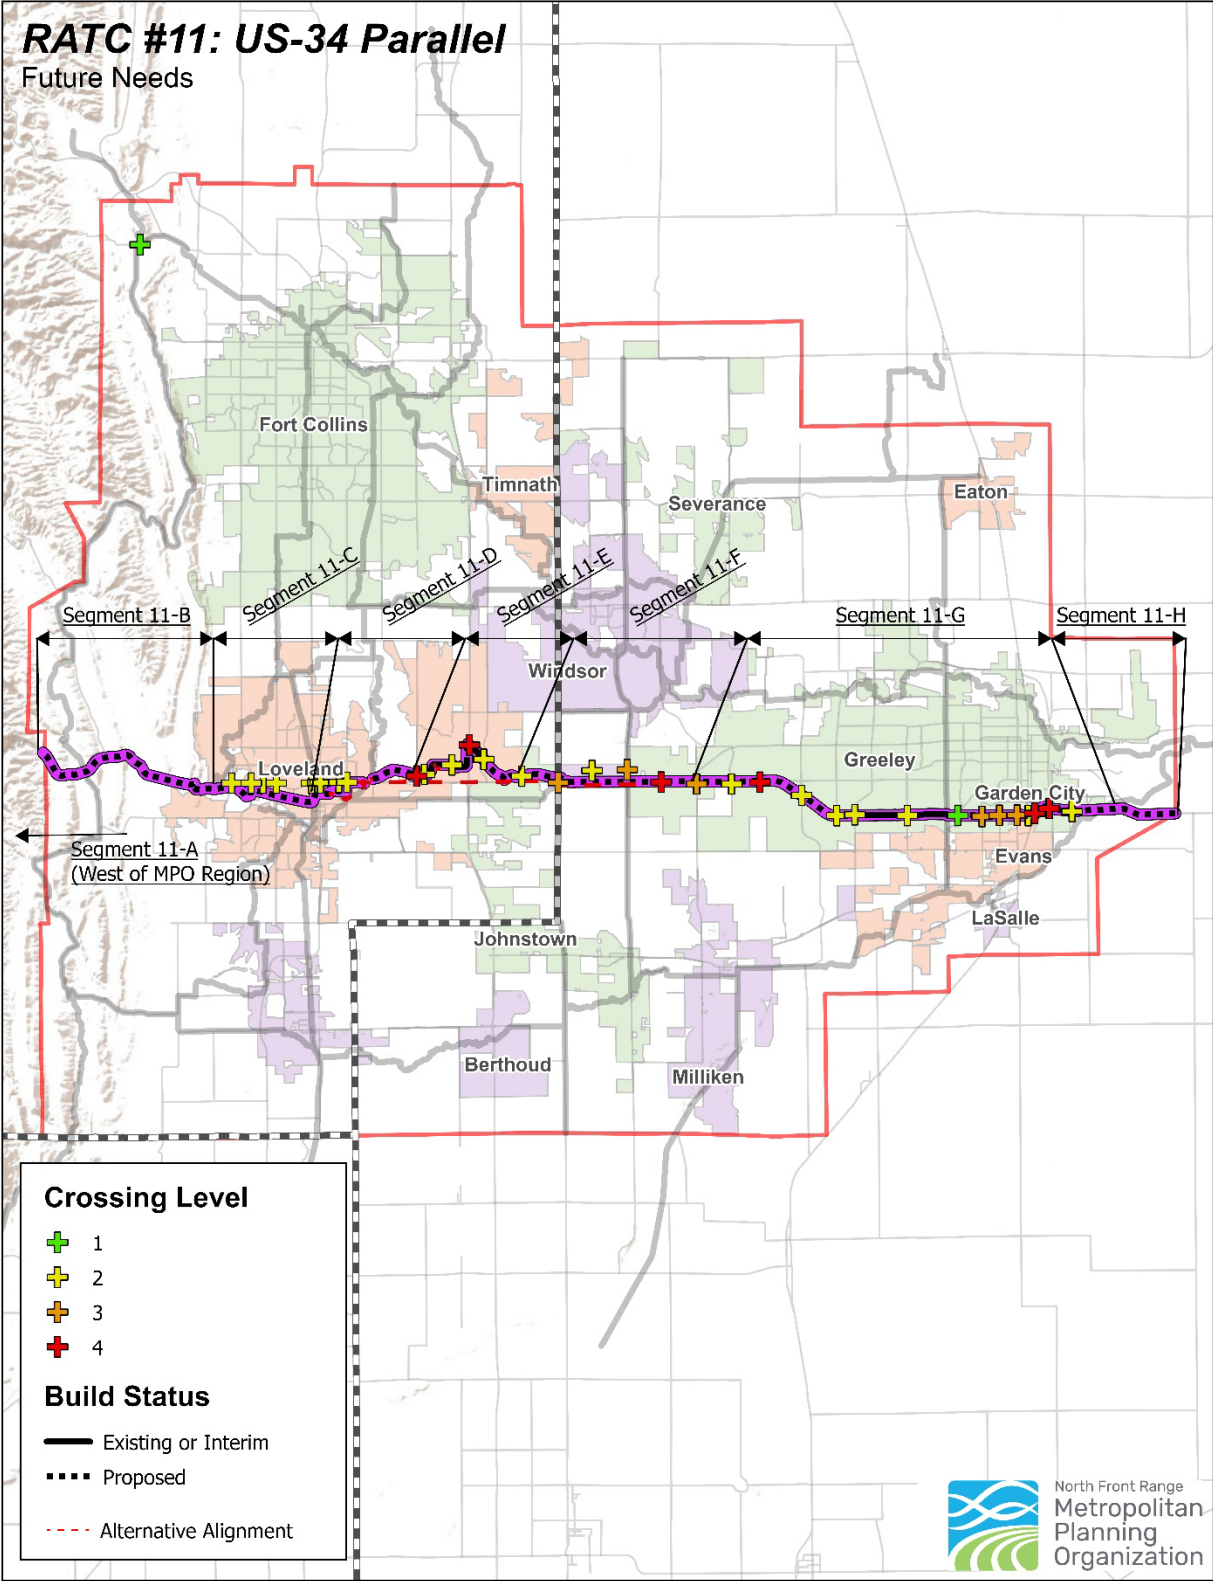 RATC #11: US-34 Parallel
Future Needs
Fort Collins
Timnath
Severance
Eaton
Segment 11-B
Segment 11-C
Segment 11-D
Segment 11-E
Segment 11-F
Segment 11-G
Segment 11-H
Windsor
Loveland
Greeley
Garden City
Segment 11-A
(West of MPO Region)
Evans
LaSalle
Johnstown
Berthoud
Milliken
Crossing Level
1
2
3
4
Build Status
Existing or Interim
Proposed
Alternative Alignment
North Front Range
Metropolitan
Planning
Organization